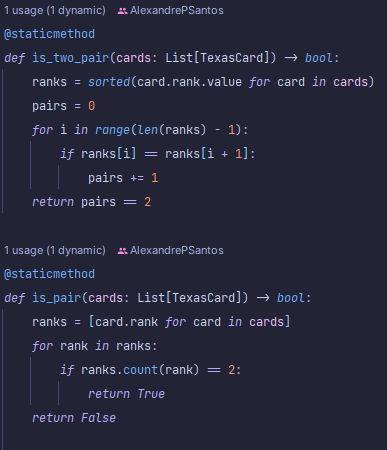 1 usage (1 dynamic) AlexandrePSantos
@staticmethod
def is_two_pair(cards: List[TexasCard]) -> bool:
    ranks = sorted(card.rank.value for card in cards)
    pairs = 0
    for i in range(len(ranks) - 1):
        if ranks[i] == ranks[i + 1]:
            pairs += 1
    return pairs == 2
1 usage (1 dynamic) AlexandrePSantos
@staticmethod
def is_pair(cards: List[TexasCard]) -> bool:
    ranks = [card.rank for card in cards]
    for rank in ranks:
        if ranks.count(rank) == 2:
            return True
    return False